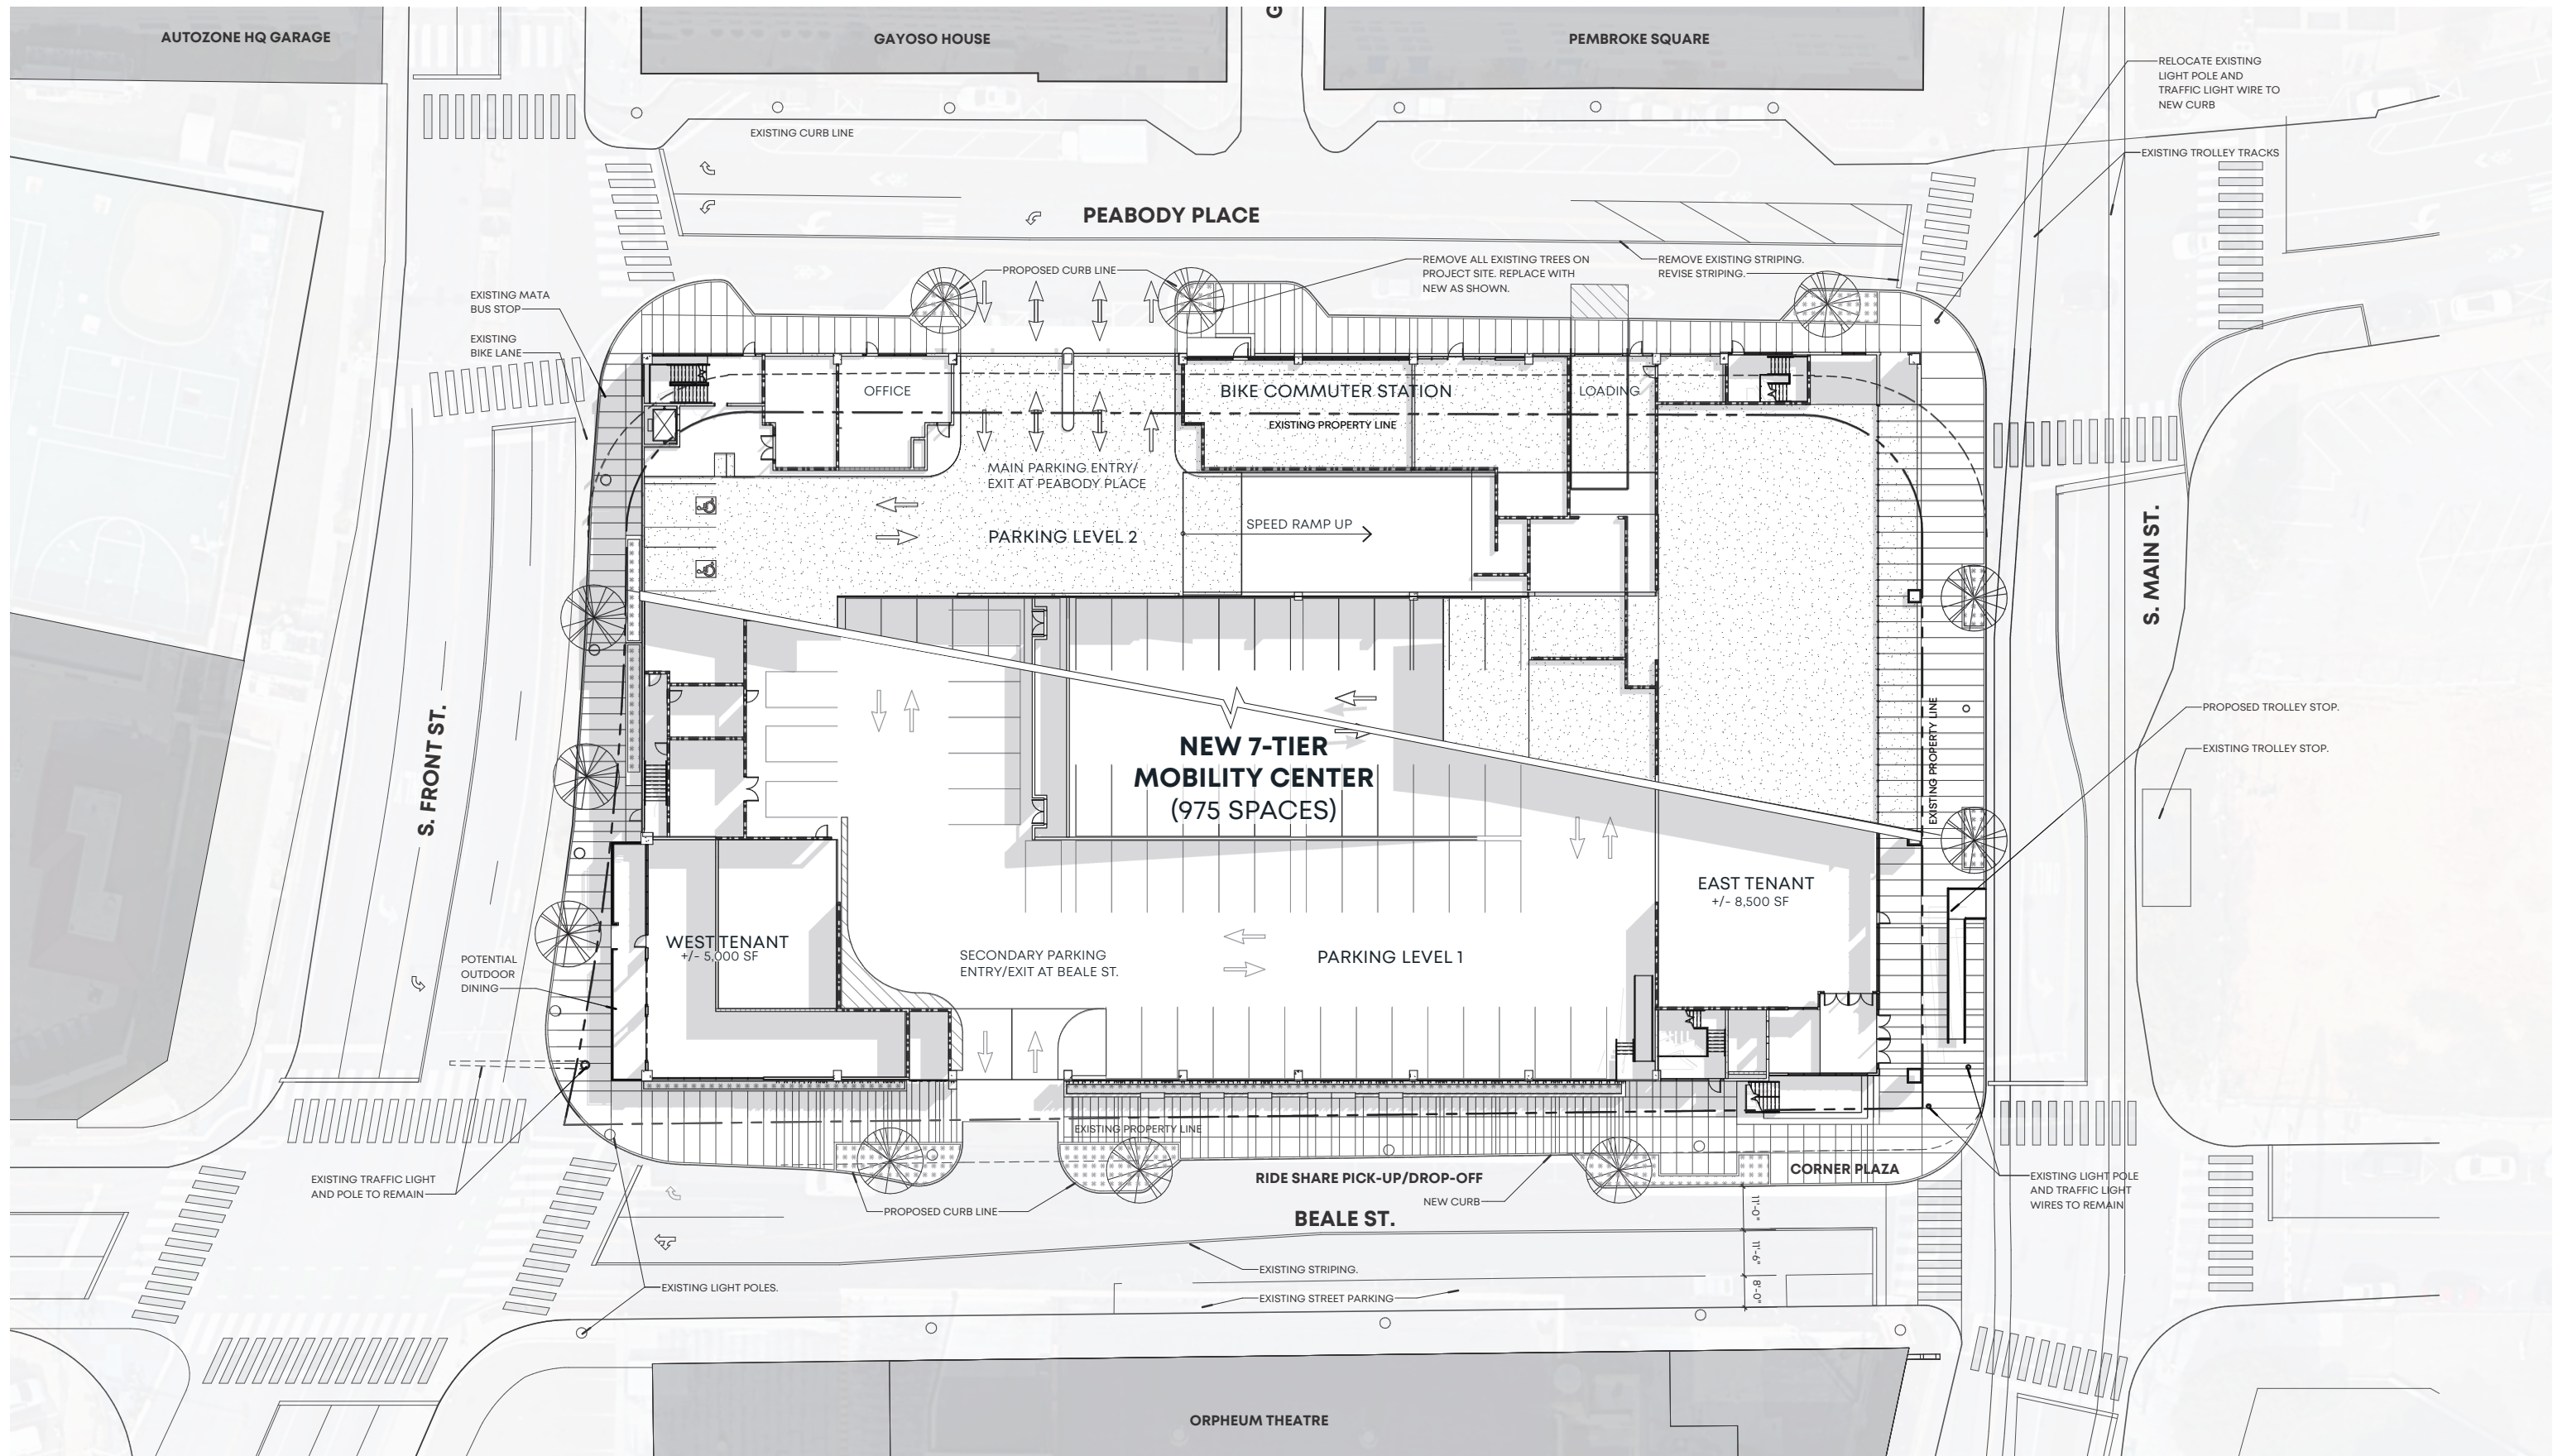 AUTOZONE HQ GARAGE
GAYOSO HOUSE
G
PEMBROKE SQUARE
RELOCATE EXISTING
LIGHT POLE AND
TRAFFIC LIGHT WIRE TO
NEW CURB
EXISTING CURB LINE
EXISTING TROLLEY TRACKS
PEABODY PLACE
PROPOSED CURB LINE
REMOVE ALL EXISTING TREES ON
PROJECT SITE. REPLACE WITH
NEW AS SHOWN.
REMOVE EXISTING STRIPING.
REVISE STRIPING.
EXISTING MATA
BUS STOP
EXISTING
BIKE LANE
OFFICE
BIKE COMMUTER STATION
LOADING
EXISTING PROPERTY LINE
MAIN PARKING ENTRY/
EXIT AT PEABODY PLACE
SPEED RAMP UP
PARKING LEVEL 2
S. MAIN ST.
S. FRONT ST.
EXISTING PROPERTY LINE
PROPOSED TROLLEY STOP.
EXISTING TROLLEY STOP.
NEW 7-TIER
MOBILITY CENTER
(975 SPACES)
EAST TENANT
+/- 8,500 SF
WEST TENANT
+/- 5,000 SF
SECONDARY PARKING
ENTRY/EXIT AT BEALE ST.
PARKING LEVEL 1
POTENTIAL
OUTDOOR
DINING
EXISTING PROPERTY LINE
EXISTING TRAFFIC LIGHT
AND POLE TO REMAIN
RIDE SHARE PICK-UP/DROP-OFF
CORNER PLAZA
EXISTING LIGHT POLE
AND TRAFFIC LIGHT
WIRES TO REMAIN
PROPOSED CURB LINE
NEW CURB
BEALE ST.
11'-0"
11'-6"
8'-0"
EXISTING STRIPING.
EXISTING LIGHT POLES.
EXISTING STREET PARKING
ORPHEUM THEATRE